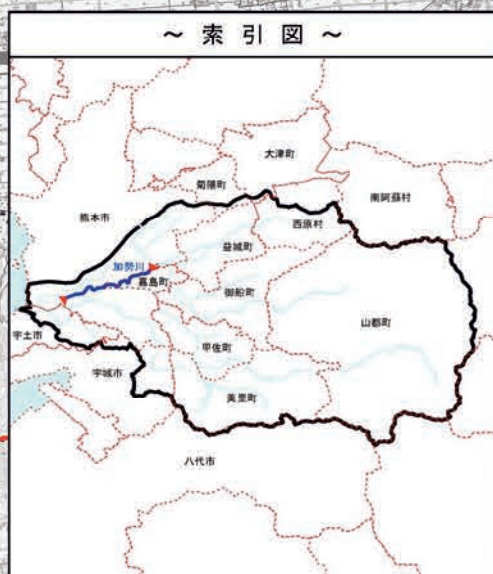 ～ 索 引 図 ～
大津町
菊陽町
南阿蘇村
熊本市
西原村
益城町
加勢川
嘉島町
御船町
山都町
宇土市
甲佐町
宇城市
美里町
八代市